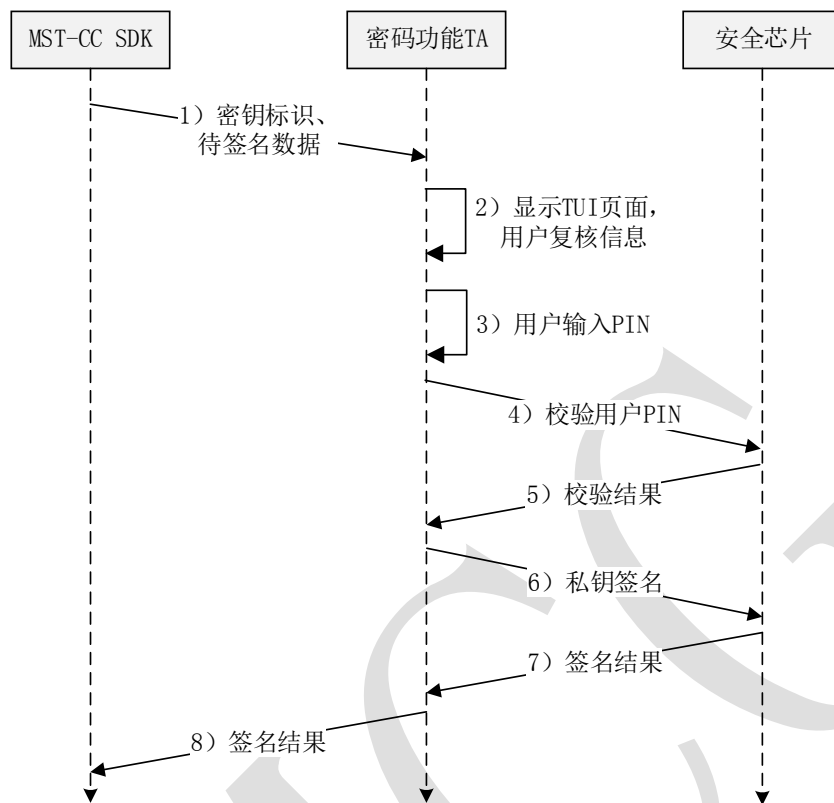 MST-CC SDK
密码功能TA
安全芯片
1）密钥标识、
待签名数据
2）显示TUI页面，
用户复核信息
3）用户输入PIN
4）校验用户PIN
5）校验结果
6）私钥签名
7）签名结果
8）签名结果